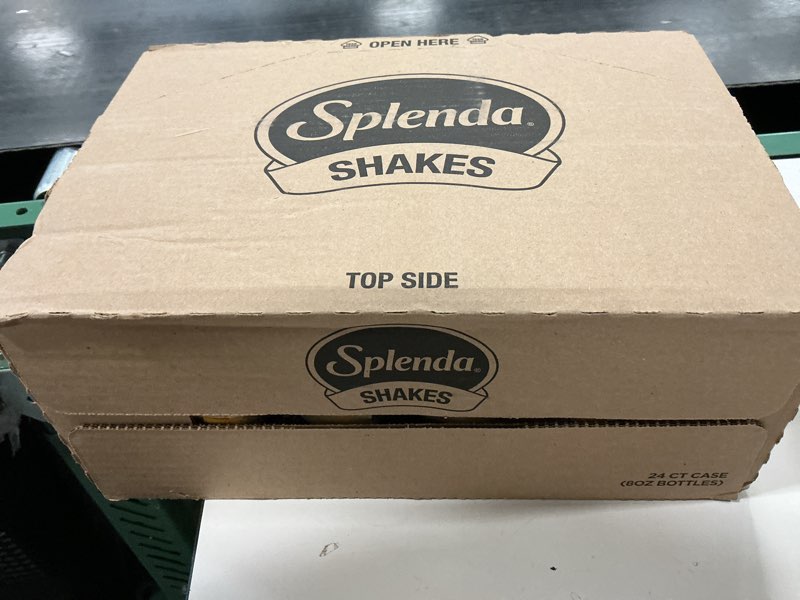 OPEN HERE
Splenda®
SHAKES
TOP SIDE
Splenda®
SHAKES
24 CT CASE
(8OZ BOTTLES)